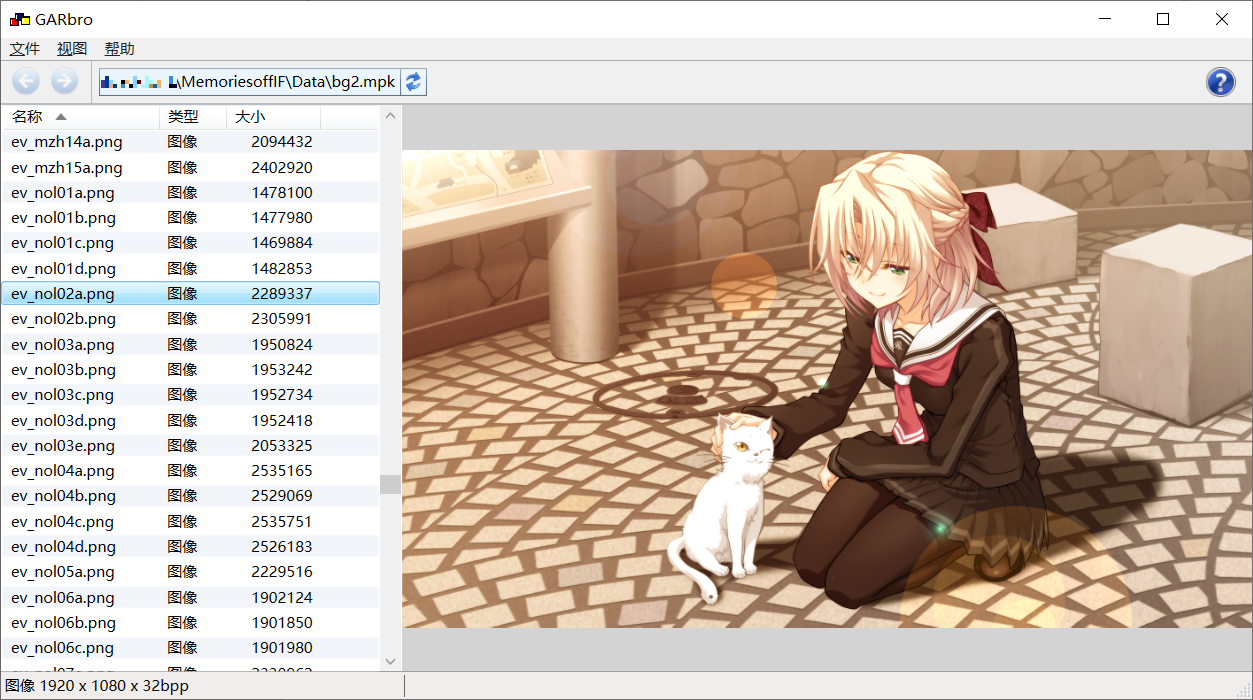 GARbro
文件 视图 帮助
\MemoriesoffIF\Data\bg2.mpk
名称 类型 大小
ev_mzh14a.png 图像 2094432
ev_mzh15a.png 图像 2402920
ev_nol01a.png 图像 1478100
ev_nol01b.png 图像 1477980
ev_nol01c.png 图像 1469884
ev_nol01d.png 图像 1482853
ev_nol02a.png 图像 2289337
ev_nol02b.png 图像 2305991
ev_nol03a.png 图像 1950824
ev_nol03b.png 图像 1953242
ev_nol03c.png 图像 1952734
ev_nol03d.png 图像 1952418
ev_nol03e.png 图像 2053325
ev_nol04a.png 图像 2535165
ev_nol04b.png 图像 2529069
ev_nol04c.png 图像 2535751
ev_nol04d.png 图像 2526183
ev_nol05a.png 图像 2229516
ev_nol06a.png 图像 1902124
ev_nol06b.png 图像 1901850
ev_nol06c.png 图像 1901980
图像 1920 x 1080 x 32bpp